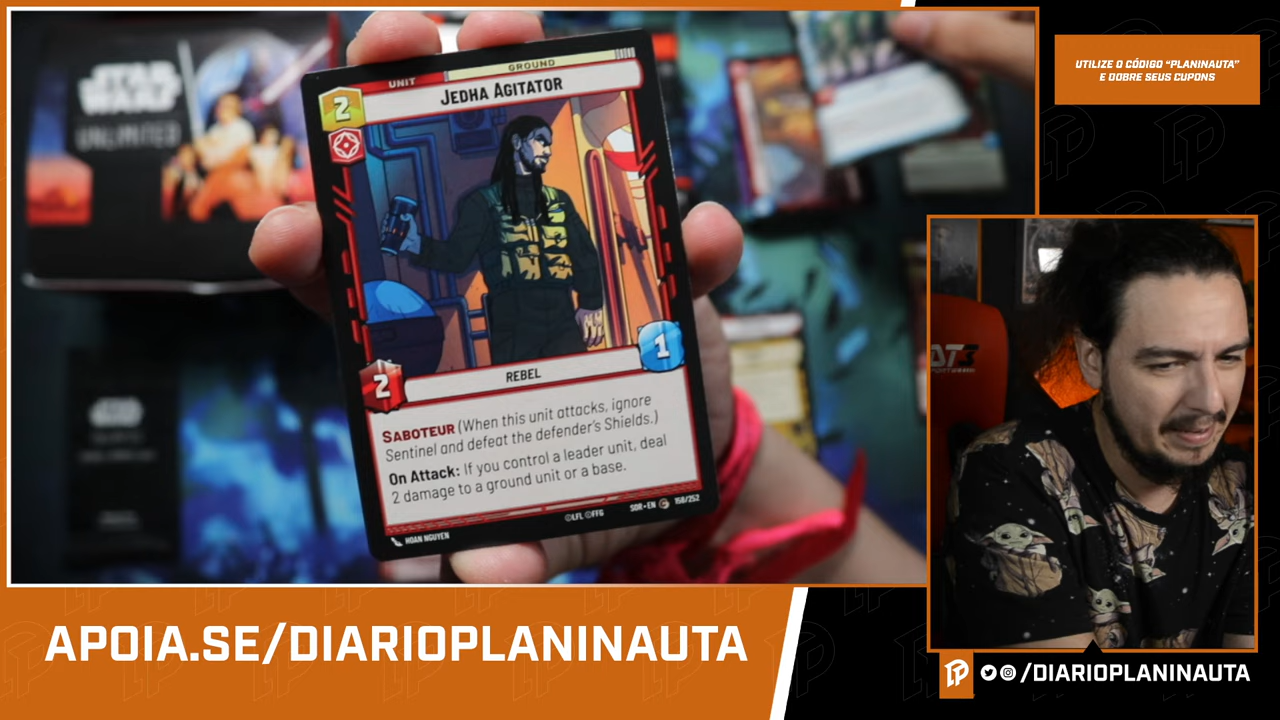 UTILIZE O CÓDIGO “PLANINAUTA”
E DOBRE SEUS CUPONS
STAR
WARS
UNLIMITED
UNIT
GROUND
JEDHA AGITATOR
2
2
1
REBEL
SABOTEUR (When this unit attacks, ignore
Sentinel and defeat the defender's Shields.)
On Attack: If you control a leader unit, deal
2 damage to a ground unit or a base.
©LFL ©FFG
SOR • EN
C
158/252
HOAN NGUYEN
DT3
APOIA.SE/DIARIOPLANINAUTA
/DIARIOPLANINAUTA